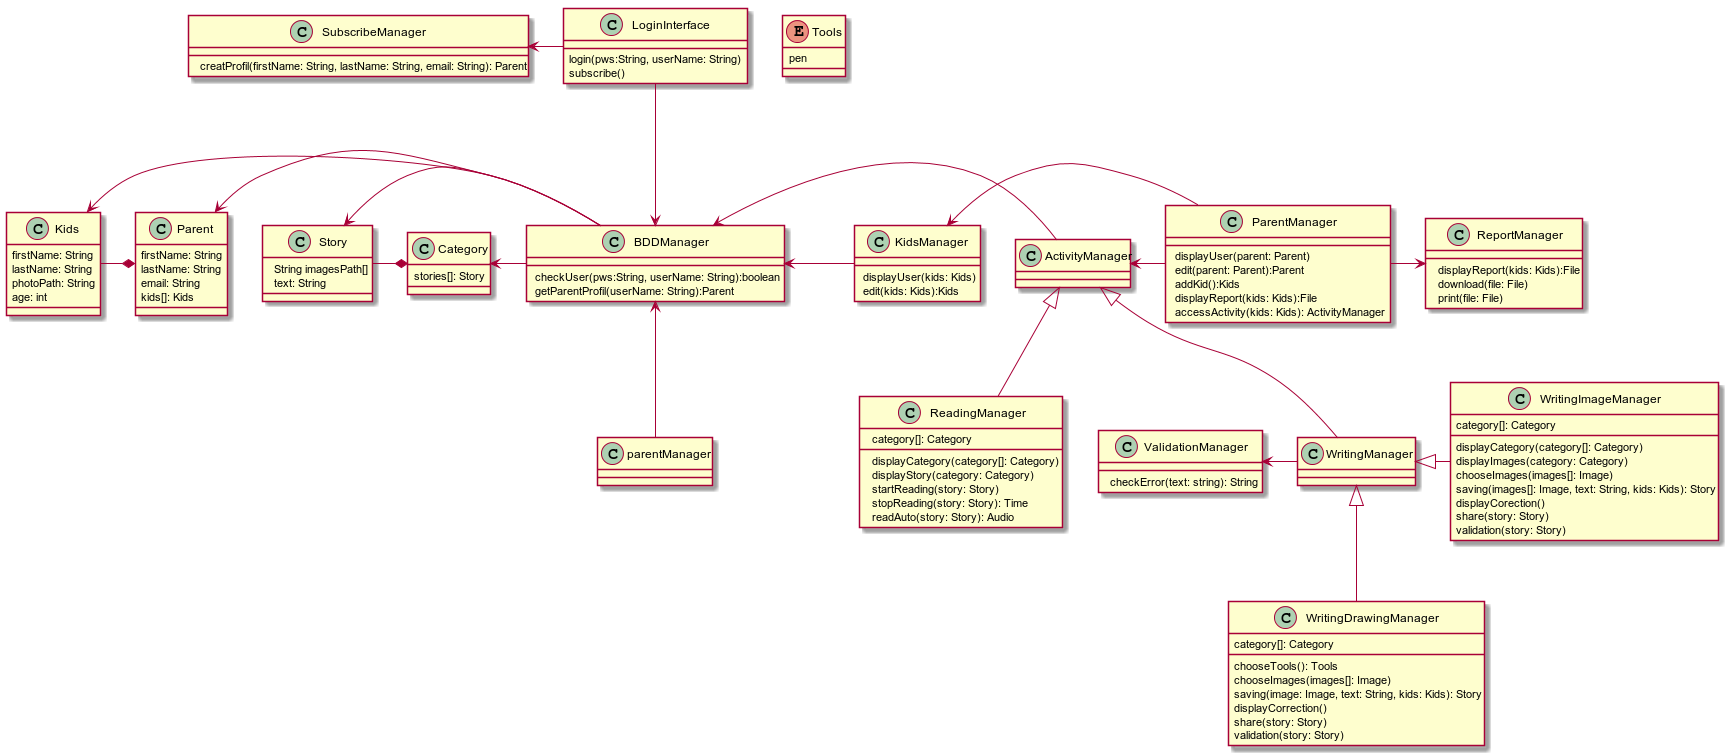 C SubscribeManager
creatProfil(firstName: String, lastName: String, email: String): Parent
C LoginInterface
login(pws:String, userName: String)
subscribe()
E Tools
pen
C Kids
firstName: String
lastName: String
photoPath: String
age: int
C Parent
firstName: String
lastName: String
email: String
kids[]: Kids
C Story
String imagesPath[]
text: String
C Category
stories[]: Story
C BDDManager
checkUser(pws:String, userName: String):boolean
getParentProfil(userName: String):Parent
C KidsManager
displayUser(kids: Kids)
edit(kids: Kids):Kids
C ActivityManager
C ParentManager
displayUser(parent: Parent)
edit(parent: Parent):Parent
addKid():Kids
displayReport(kids: Kids):File
accessActivity(kids: Kids): ActivityManager
C ReportManager
displayReport(kids: Kids):File
download(file: File)
print(file: File)
C parentManager
C ReadingManager
category[]: Category
displayCategory(category[]: Category)
displayStory(category: Category)
startReading(story: Story)
stopReading(story: Story): Time
readAuto(story: Story): Audio
C ValidationManager
checkError(text: string): String
C WritingManager
C WritingImageManager
category[]: Category
displayCategory(category[]: Category)
displayImages(category: Category)
chooseImages(images[]: Image)
saving(images[]: Image, text: String, kids: Kids): Story
displayCorection()
share(story: Story)
validation(story: Story)
C WritingDrawingManager
category[]: Category
chooseTools(): Tools
chooseImages(images[]: Image)
saving(image: Image, text: String, kids: Kids): Story
displayCorrection()
share(story: Story)
validation(story: Story)